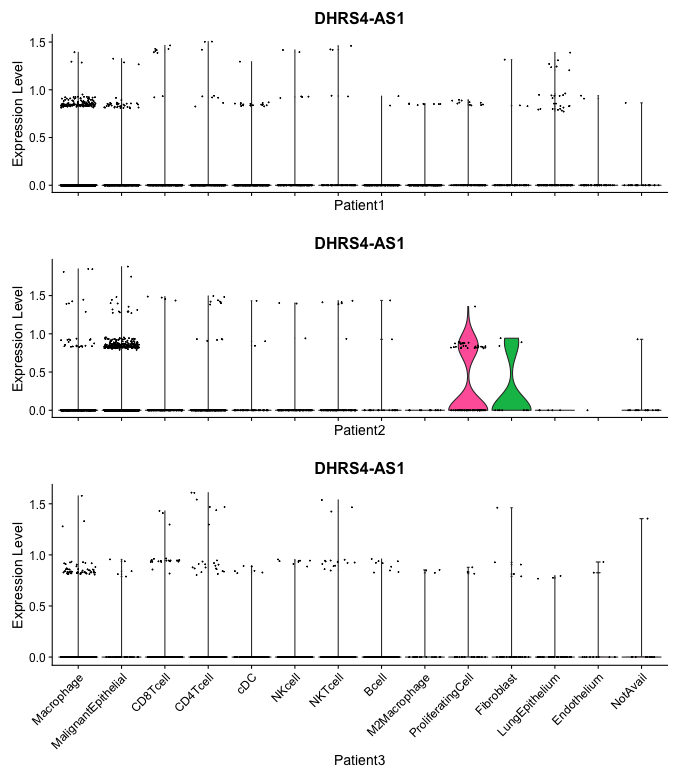 DHRS4-AS1
Expression Level
1.5
1.0
0.5
0.0
Patient1
DHRS4-AS1
Expression Level
1.5
1.0
0.5
0.0
Patient2
DHRS4-AS1
Expression Level
1.5
1.0
0.5
0.0
Macrophage
MalignantEpithelial
CD8Tcell
CD4Tcell
cDC
NKcell
NKTcell
Bcell
M2Macrophage
ProliferatingCell
Fibroblast
LungEpithelium
Endothelium
NotAvail
Patient3